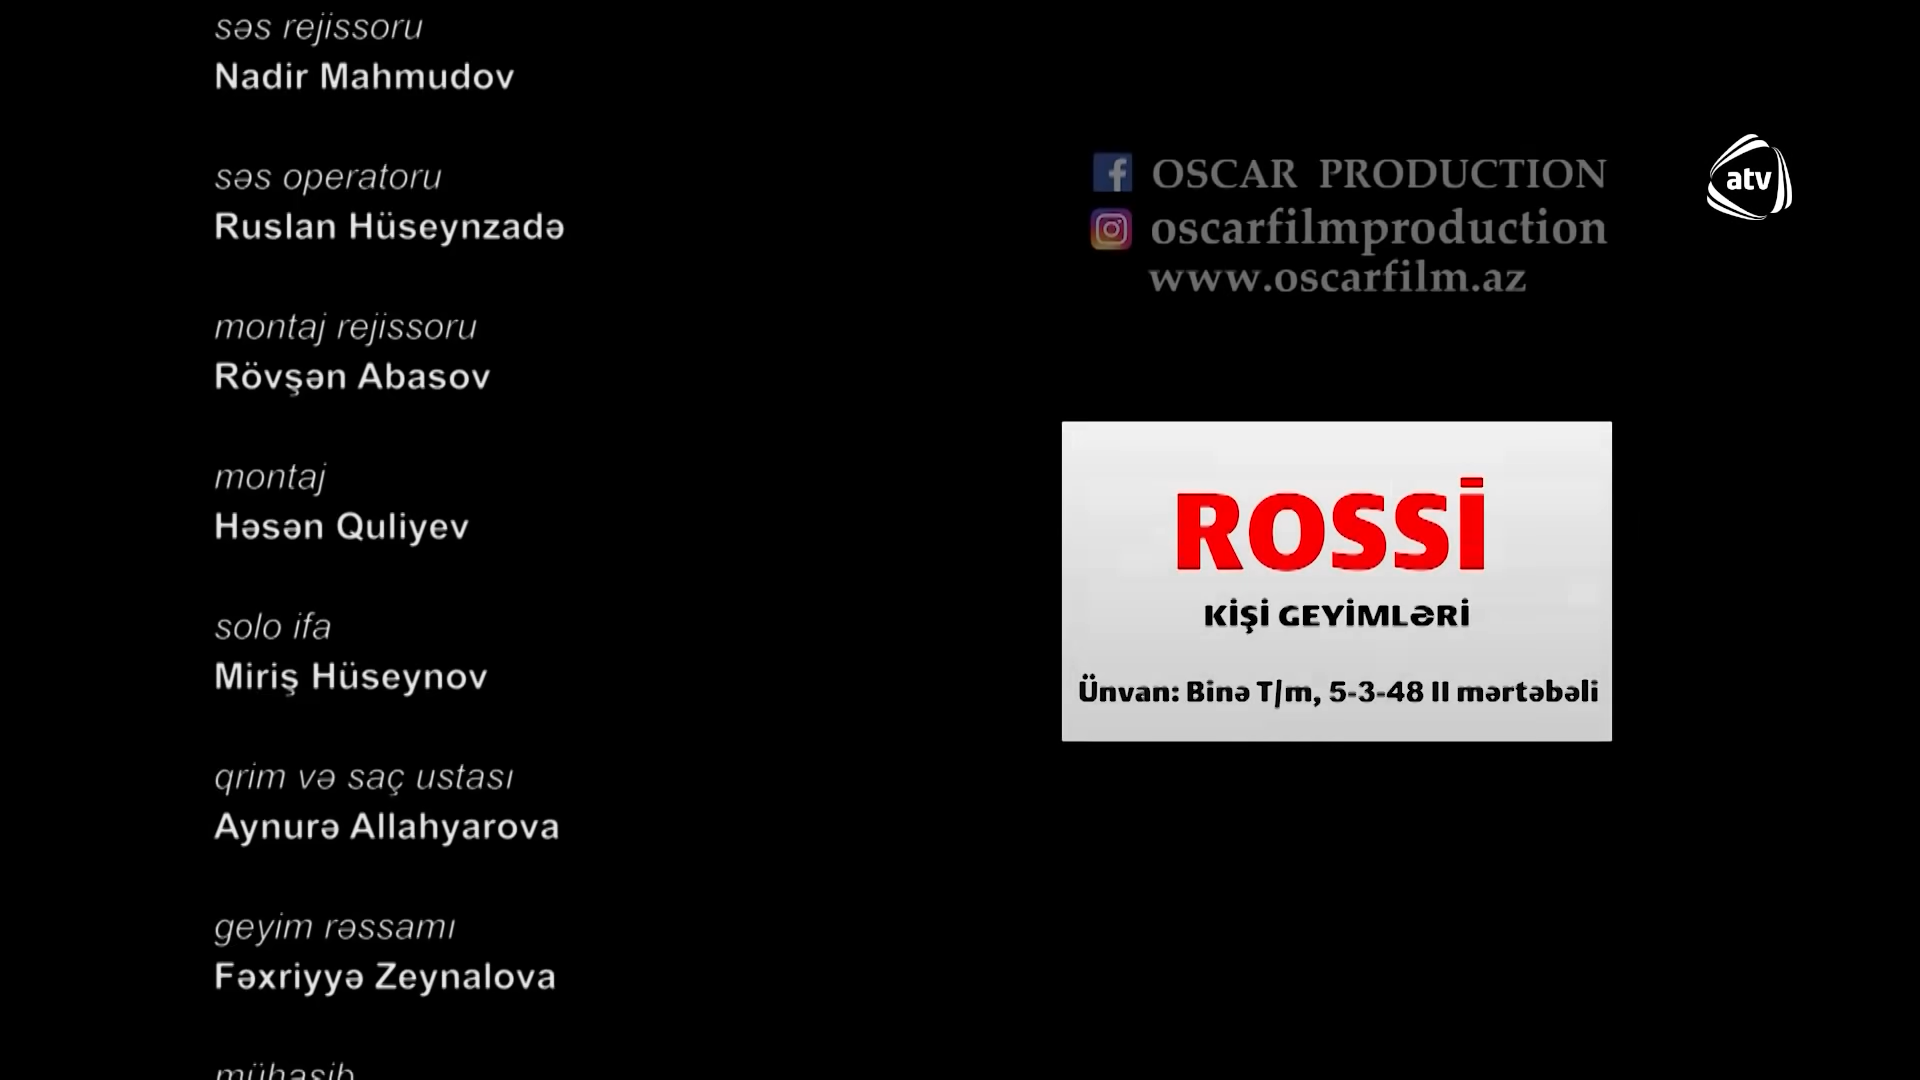 səs rejissoru
Nadir Mahmudov
səs operatoru
Ruslan Hüseynzadə
montaj rejissoru
Rövşən Abasov
montaj
Həsən Quliyev
solo ifa
Miriş Hüseynov
qrim və saç ustası
Aynurə Allahyarova
geyim rəssamı
Fəxriyyə Zeynalova
mühasib
OSCAR PRODUCTION
oscarfilmproduction
www.oscarfilm.az
atv
ROSSİ
KİŞİ GEYİMLƏRİ
Ünvan: Binə T/m, 5-3-48 II mərtəbəli